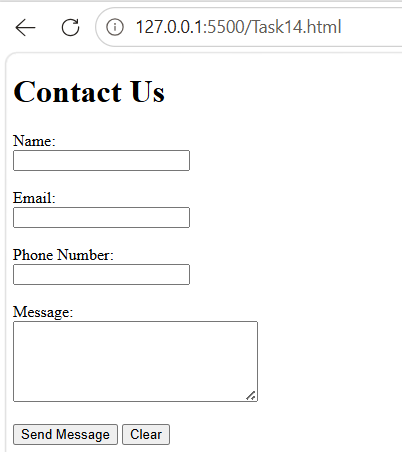 127.0.0.1:5500/Task14.html
Contact Us
Name:
Email:
Phone Number:
Message:
Send Message Clear